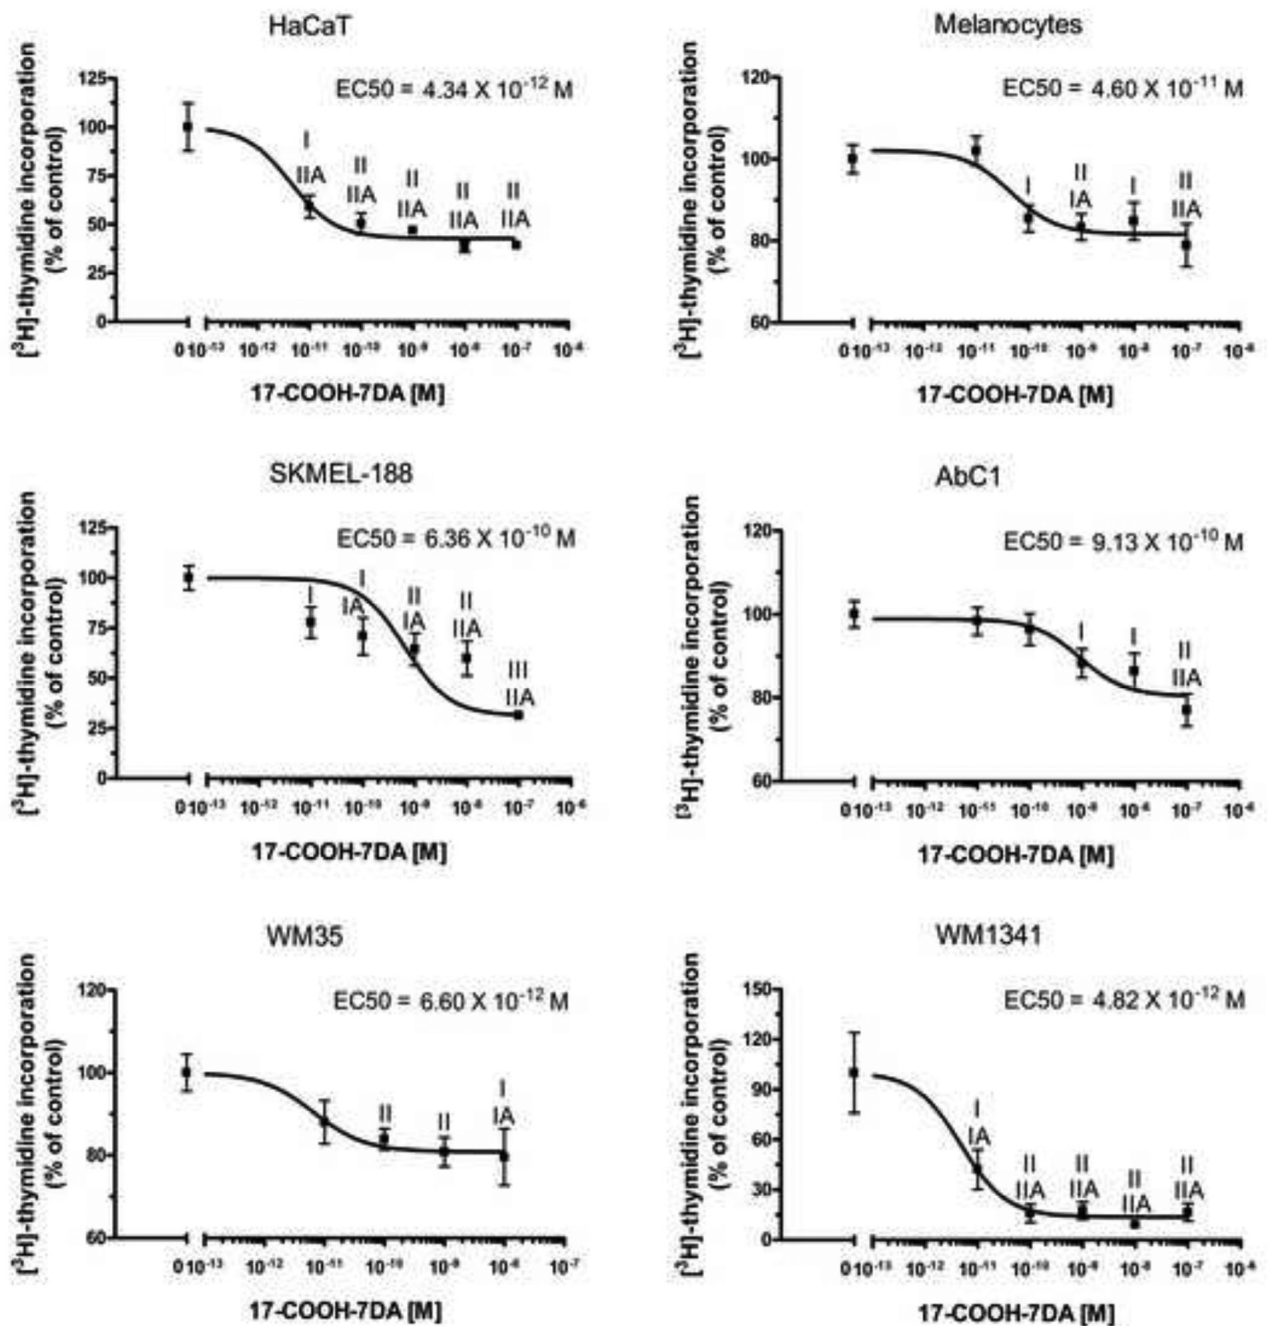 HaCaT
[³H]-thymidine incorporation
(% of control)
EC50 = 4.34 X 10⁻¹² M
125
100
75
50
25
0
I
IIA
II
IIA
II
IIA
II
IIA
II
IIA
0 10⁻¹³ 10⁻¹² 10⁻¹¹ 10⁻¹⁰ 10⁻⁹ 10⁻⁸ 10⁻⁷ 10⁻⁶
17-COOH-7DA [M]
Melanocytes
[³H]-thymidine incorporation
(% of control)
EC50 = 4.60 X 10⁻¹¹ M
120
100
80
60
I
II
IA
I
II
IIA
0 10⁻¹³ 10⁻¹² 10⁻¹¹ 10⁻¹⁰ 10⁻⁹ 10⁻⁸ 10⁻⁷ 10⁻⁶
17-COOH-7DA [M]
SKMEL-188
[³H]-thymidine incorporation
(% of control)
EC50 = 6.36 X 10⁻¹⁰ M
125
100
75
50
25
0
I
I
IA
II
IA
II
IIA
III
IIA
0 10⁻¹³ 10⁻¹² 10⁻¹¹ 10⁻¹⁰ 10⁻⁹ 10⁻⁸ 10⁻⁷ 10⁻⁶
17-COOH-7DA [M]
AbC1
[³H]-thymidine incorporation
(% of control)
EC50 = 9.13 X 10⁻¹⁰ M
120
100
80
60
I
I
II
IIA
0 10⁻¹³ 10⁻¹² 10⁻¹¹ 10⁻¹⁰ 10⁻⁹ 10⁻⁸ 10⁻⁷ 10⁻⁶
17-COOH-7DA [M]
WM35
[³H]-thymidine incorporation
(% of control)
EC50 = 6.60 X 10⁻¹² M
120
100
80
60
II
II
I
IA
0 10⁻¹³ 10⁻¹² 10⁻¹¹ 10⁻¹⁰ 10⁻⁹ 10⁻⁸ 10⁻⁷
17-COOH-7DA [M]
WM1341
[³H]-thymidine incorporation
(% of control)
EC50 = 4.82 X 10⁻¹² M
150
120
90
60
30
0
I
IA
II
IIA
II
IIA
II
IIA
II
IIA
0 10⁻¹³ 10⁻¹² 10⁻¹¹ 10⁻¹⁰ 10⁻⁹ 10⁻⁸ 10⁻⁷ 10⁻⁶
17-COOH-7DA [M]